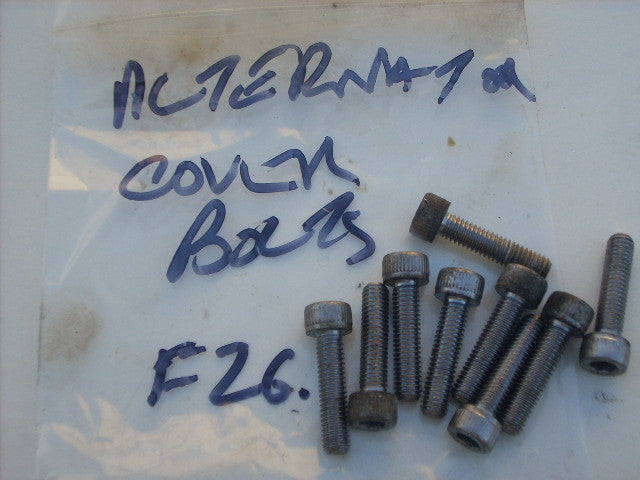 ALTERNATOR
COVER
BOLTS
F26.